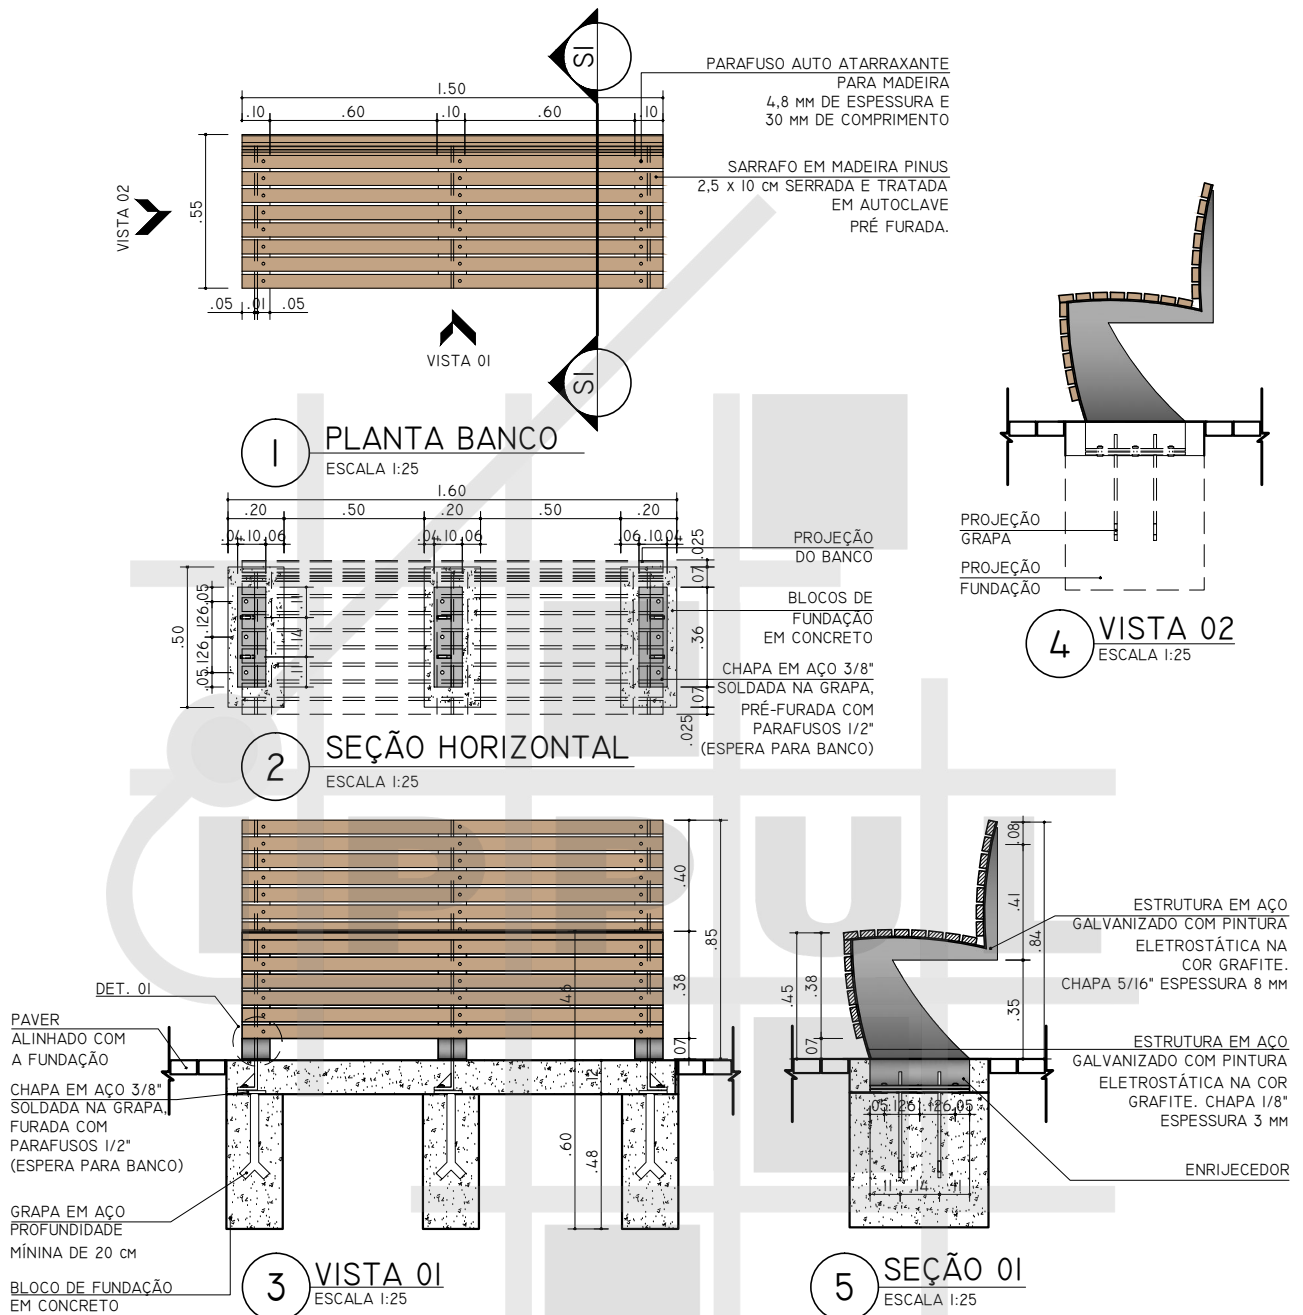 SI
PARAFUSO AUTO ATARRAXANTE
PARA MADEIRA
4,8 MM DE ESPESSURA E
30 MM DE COMPRIMENTO
1.50
.10
.60
.10
.60
.10
SARRAFO EM MADEIRA PINUS
2,5 X 10 CM SERRADA E TRATADA
EM AUTOCLAVE
PRÉ FURADA.
VISTA 02
.55
.05
.01
.05
VISTA 01
SI
1
PLANTA BANCO
ESCALA 1:25
1.60
.20
.50
.20
.50
.20
.04
.10
.06
.04
.10
.06
.06
.10
.04
.025
.07
PROJEÇÃO
DO BANCO
BLOCOS DE
FUNDAÇÃO
EM CONCRETO
.50
.05
.126
.126
.05
.11
.14
.11
.36
.07
.025
CHAPA EM AÇO 3/8"
SOLDADA NA GRAPA,
PRÉ-FURADA COM
PARAFUSOS 1/2"
(ESPERA PARA BANCO)
2
SEÇÃO HORIZONTAL
ESCALA 1:25
PROJEÇÃO
GRAPA
PROJEÇÃO
FUNDAÇÃO
4
VISTA 02
ESCALA 1:25
IPPUL
.40
.85
.38
.07
.12
.60
.48
DET. 01
PAVER
ALINHADO COM
A FUNDAÇÃO
CHAPA EM AÇO 3/8"
SOLDADA NA GRAPA,
FURADA COM
PARAFUSOS 1/2"
(ESPERA PARA BANCO)
GRAPA EM AÇO
PROFUNDIDADE
MÍNINA DE 20 CM
BLOCO DE FUNDAÇÃO
EM CONCRETO
3
VISTA 01
ESCALA 1:25
.08
.41
.84
.35
.45
.38
.07
.05
.126
.126
.05
.11
.14
.11
ESTRUTURA EM AÇO
GALVANIZADO COM PINTURA
ELETROSTÁTICA NA
COR GRAFITE.
CHAPA 5/16" ESPESSURA 8 MM
ESTRUTURA EM AÇO
GALVANIZADO COM PINTURA
ELETROSTÁTICA NA COR
GRAFITE. CHAPA 1/8"
ESPESSURA 3 MM
ENRIJECEDOR
5
SEÇÃO 01
ESCALA 1:25